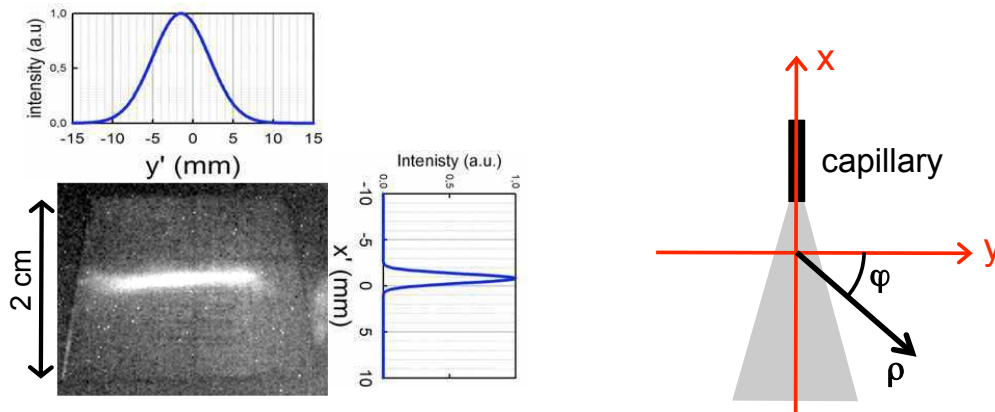 intensity (a.u)
1,0
0,5
0,0
-15 -10 -5 0 5 10 15
y' (mm)
2 cm
Intenisty (a.u.)
0,0 0,5 1,0
-10
-5
0
5
10
x' (mm)
x
capillary
y
φ
ρ